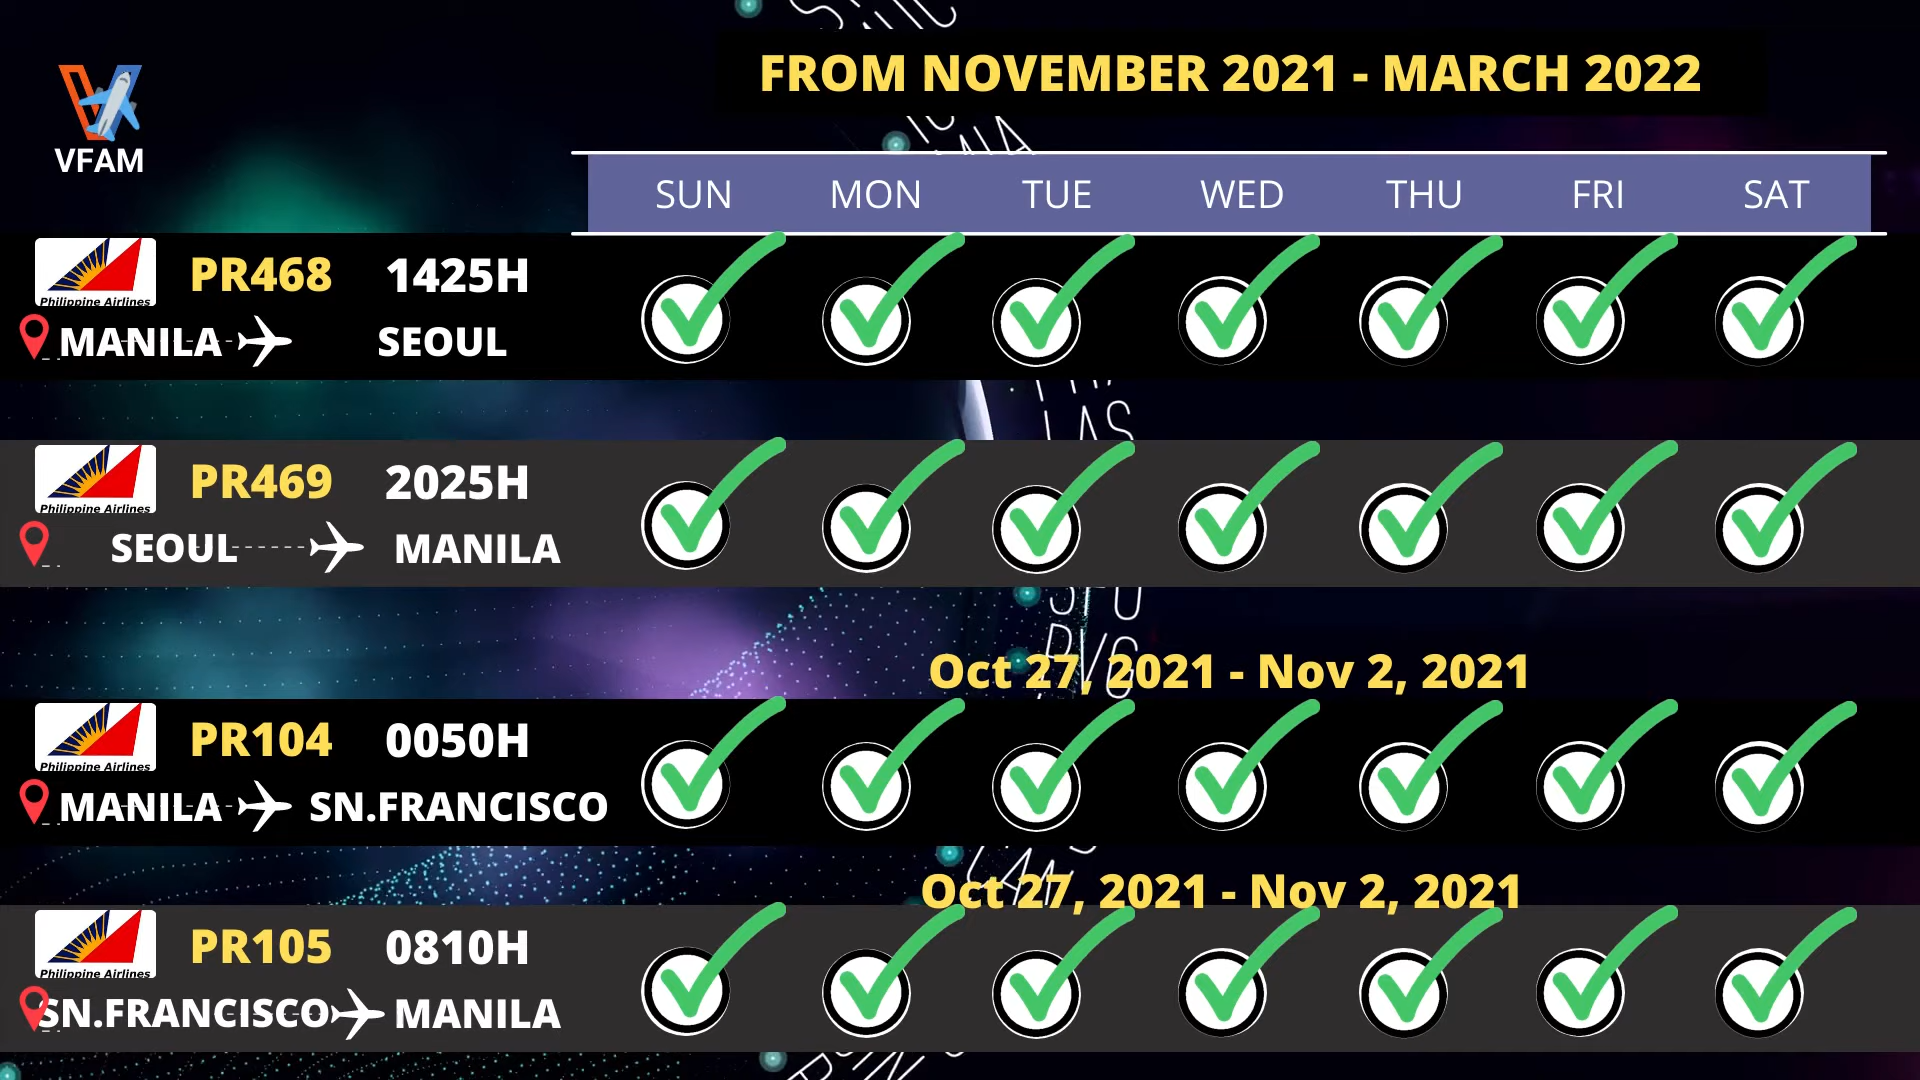 FROM NOVEMBER 2021 - MARCH 2022
VFAM
SUN MON TUE WED THU FRI SAT
PR468 1425H
Philippine Airlines
MANILA SEOUL
LAS
PR469 2025H
Philippine Airlines
SEOUL MANILA
Oct 27, 2021 - Nov 2, 2021
PR104 0050H
Philippine Airlines
MANILA SN.FRANCISCO
Oct 27, 2021 - Nov 2, 2021
PR105 0810H
Philippine Airlines
SN.FRANCISCO MANILA